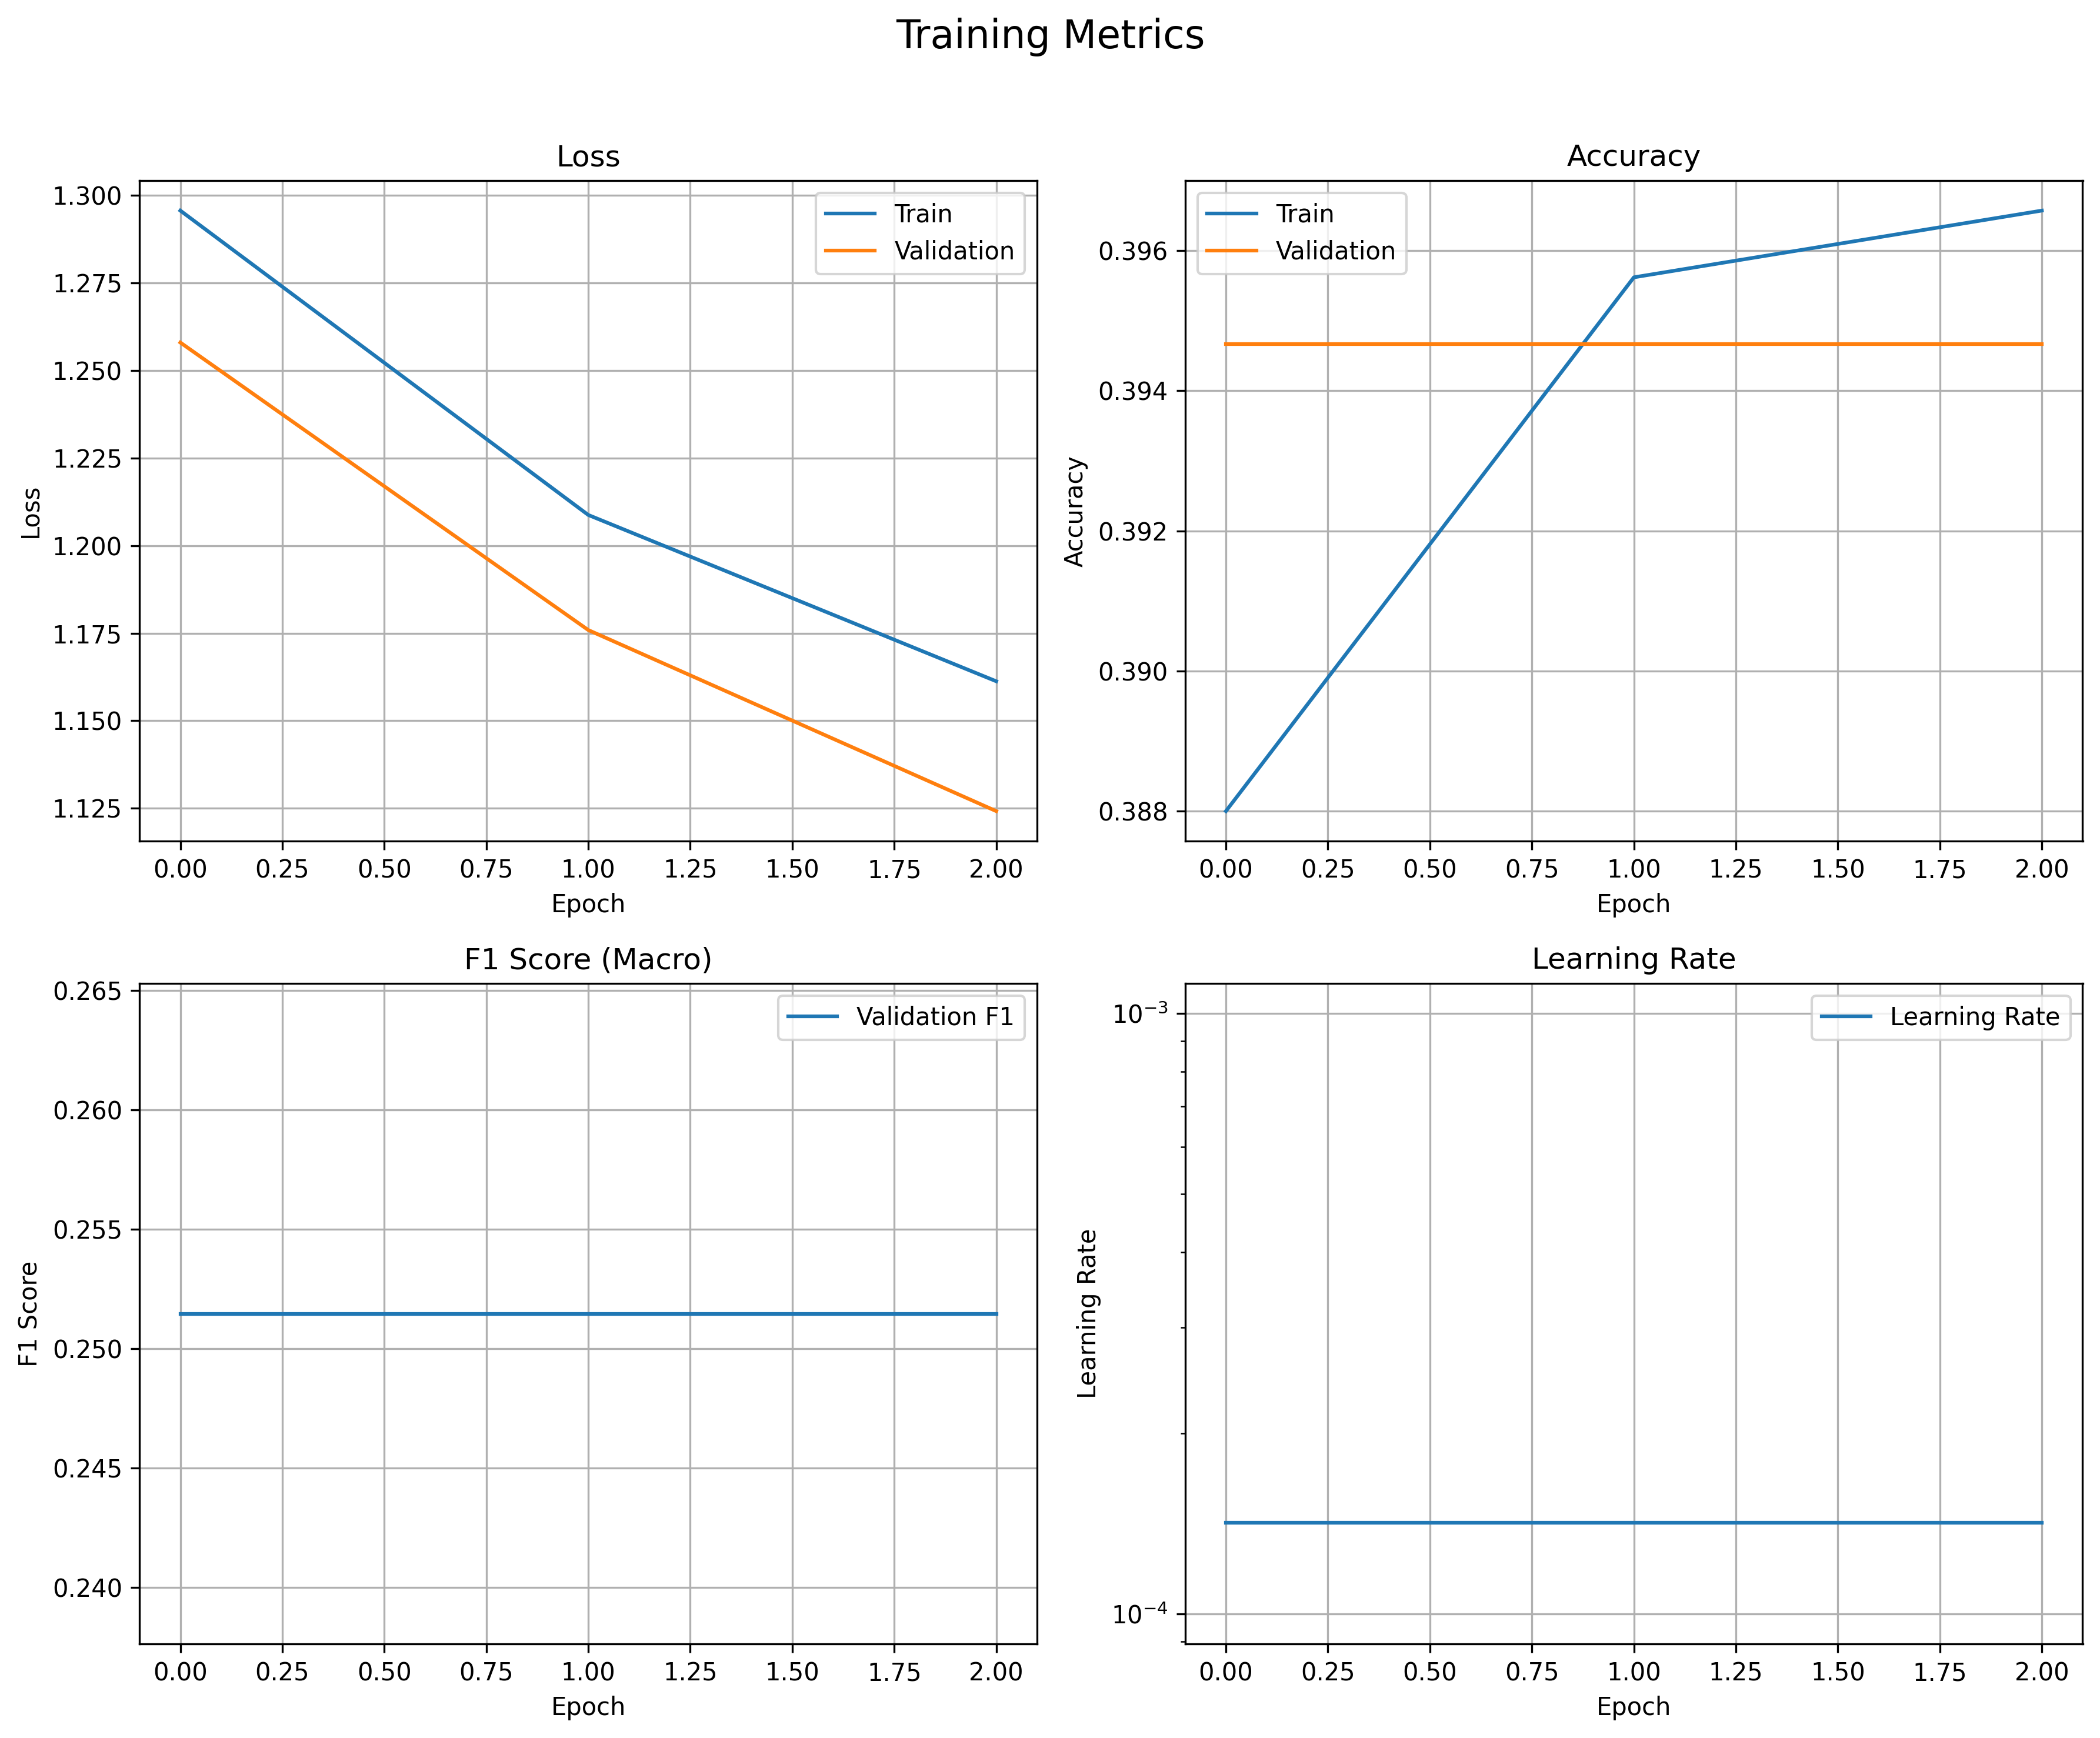 Training Metrics
Loss
1.300
1.275
1.250
1.225
1.200
1.175
1.150
1.125
Loss
Train
Validation
0.00 0.25 0.50 0.75 1.00 1.25 1.50 1.75 2.00
Epoch
Accuracy
0.396
0.394
0.392
0.390
0.388
Accuracy
Train
Validation
0.00 0.25 0.50 0.75 1.00 1.25 1.50 1.75 2.00
Epoch
F1 Score (Macro)
0.265
0.260
0.255
0.250
0.245
0.240
F1 Score
Validation F1
0.00 0.25 0.50 0.75 1.00 1.25 1.50 1.75 2.00
Epoch
Learning Rate
10⁻³
10⁻⁴
Learning Rate
Learning Rate
0.00 0.25 0.50 0.75 1.00 1.25 1.50 1.75 2.00
Epoch